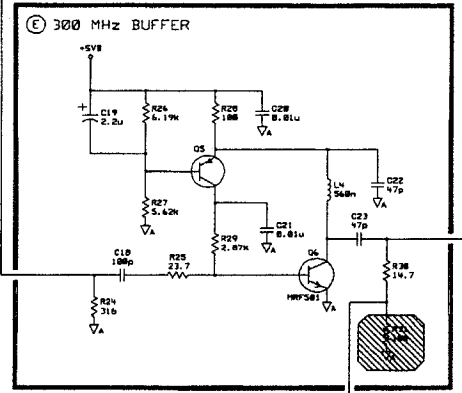 E 300 MHz BUFFER
+5VB
C19
2.2u
R26
6.19k
R28
100
C20
0.01u
A
Q5
R27
5.62k
A
L4
560n
C22
47p
A
C21
0.01u
A
R29
2.87k
C23
47p
C18
100p
R25
23.7
Q6
MRF501
A
R24
316
A
R30
14.7